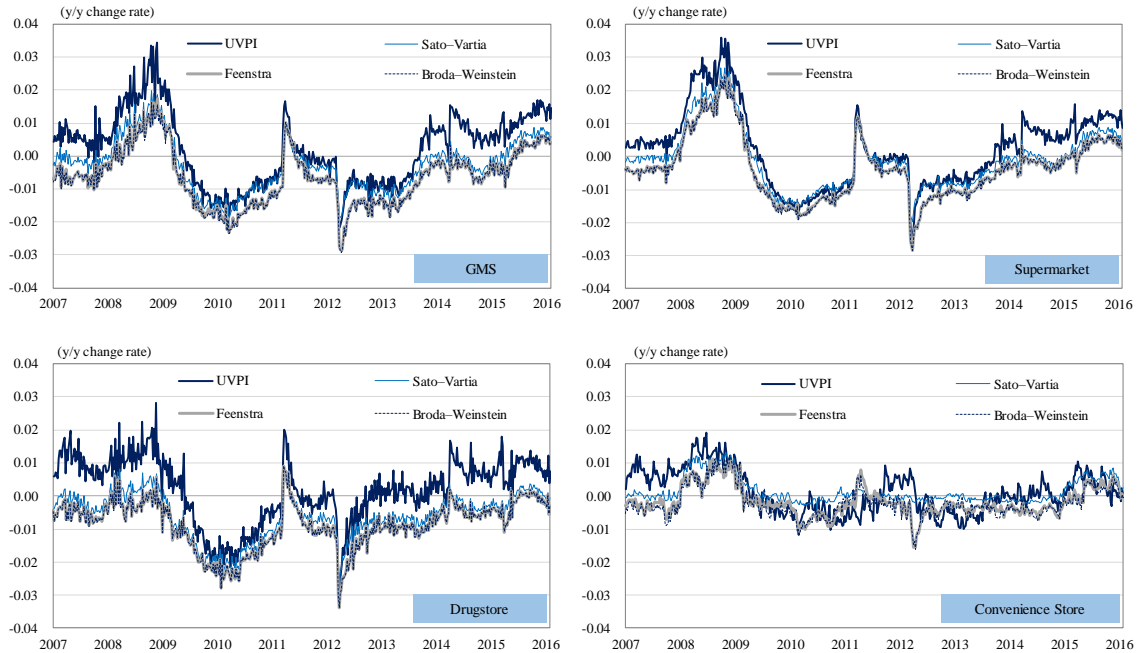 (y/y change rate)
0.04
UVPI
Sato–Vartia
0.03
Feenstra
Broda–Weinstein
0.02
0.01
0.00
-0.01
-0.02
-0.03
GMS
-0.04
2007 2008 2009 2010 2011 2012 2013 2014 2015 2016
(y/y change rate)
0.04
UVPI
Sato–Vartia
0.03
Feenstra
Broda–Weinstein
0.02
0.01
0.00
-0.01
-0.02
-0.03
Supermarket
-0.04
2007 2008 2009 2010 2011 2012 2013 2014 2015 2016
(y/y change rate)
0.04
UVPI
Sato–Vartia
0.03
Feenstra
Broda–Weinstein
0.02
0.01
0.00
-0.01
-0.02
-0.03
Drugstore
-0.04
2007 2008 2009 2010 2011 2012 2013 2014 2015 2016
(y/y change rate)
0.04
UVPI
Sato–Vartia
0.03
Feenstra
Broda–Weinstein
0.02
0.01
0.00
-0.01
-0.02
-0.03
Convenience Store
-0.04
2007 2008 2009 2010 2011 2012 2013 2014 2015 2016